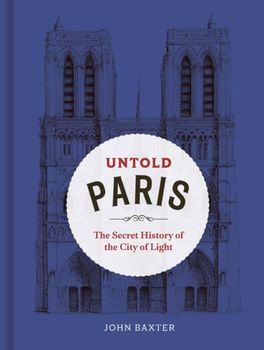 UNTOLD
PARIS
The Secret History of
the City of Light
JOHN BAXTER